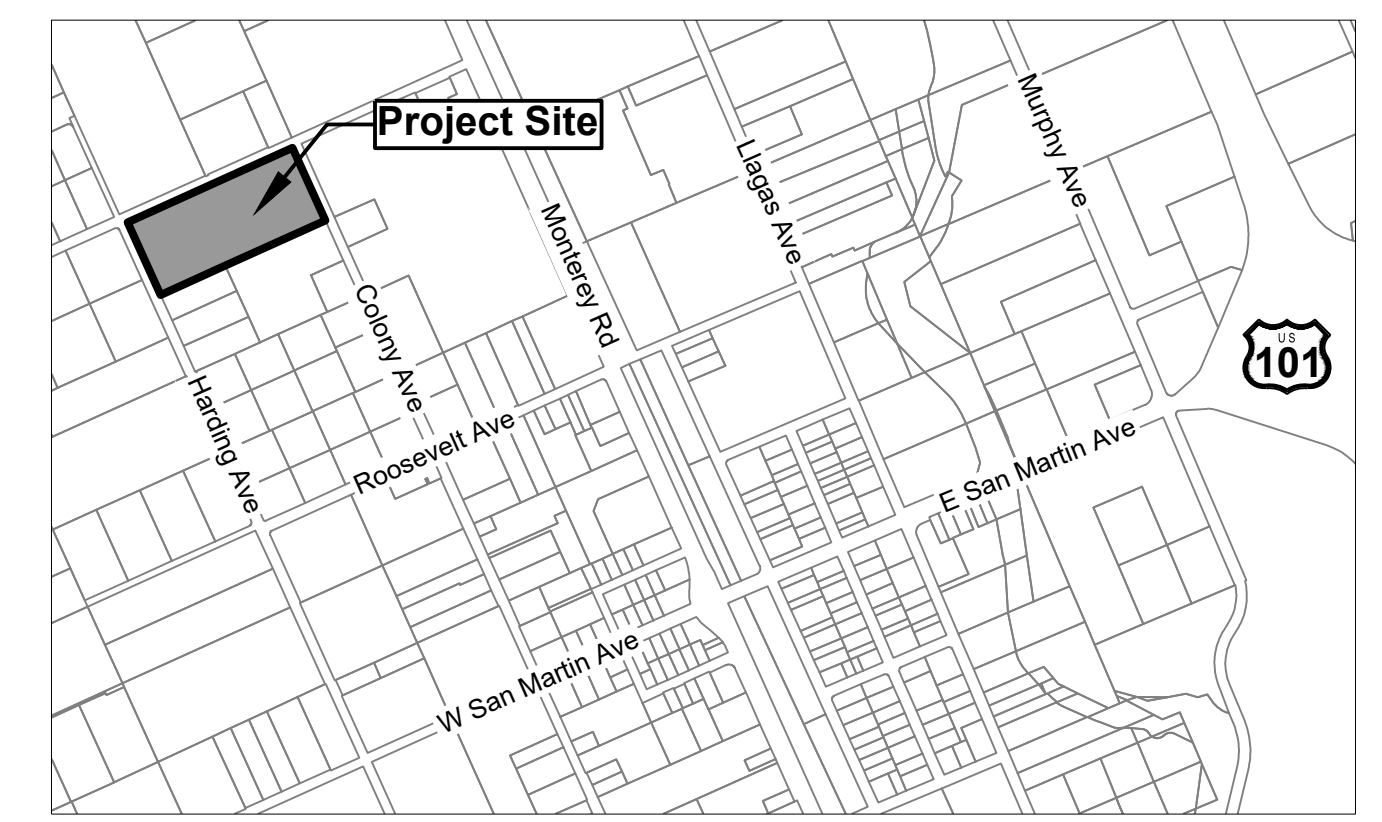 Project Site
Murphy Ave
Llagas Ave
Monterey Rd
Colony Ave
US
101
Harding Ave
Roosevelt Ave
E San Martin Ave
W San Martin Ave